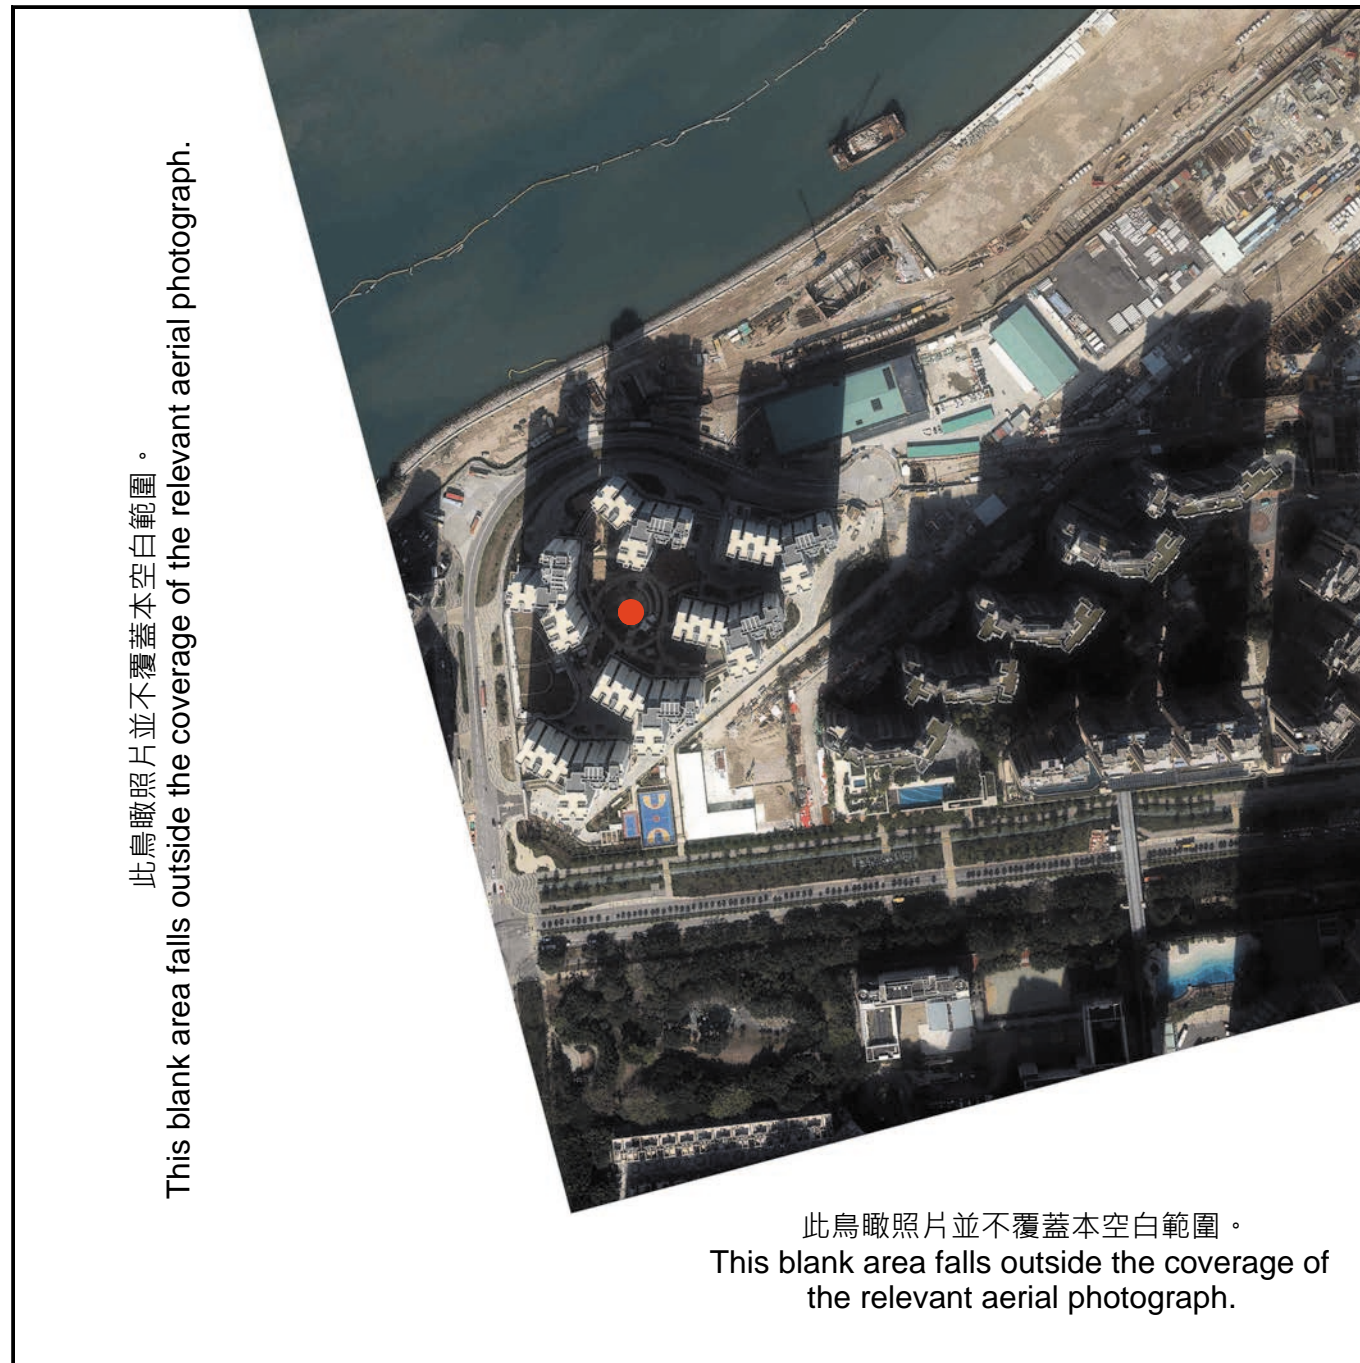 此鳥瞰照片並不覆蓋本空白範圍。
This blank area falls outside the coverage of the relevant aerial photograph.
此鳥瞰照片並不覆蓋本空白範圍。
This blank area falls outside the coverage of
the relevant aerial photograph.